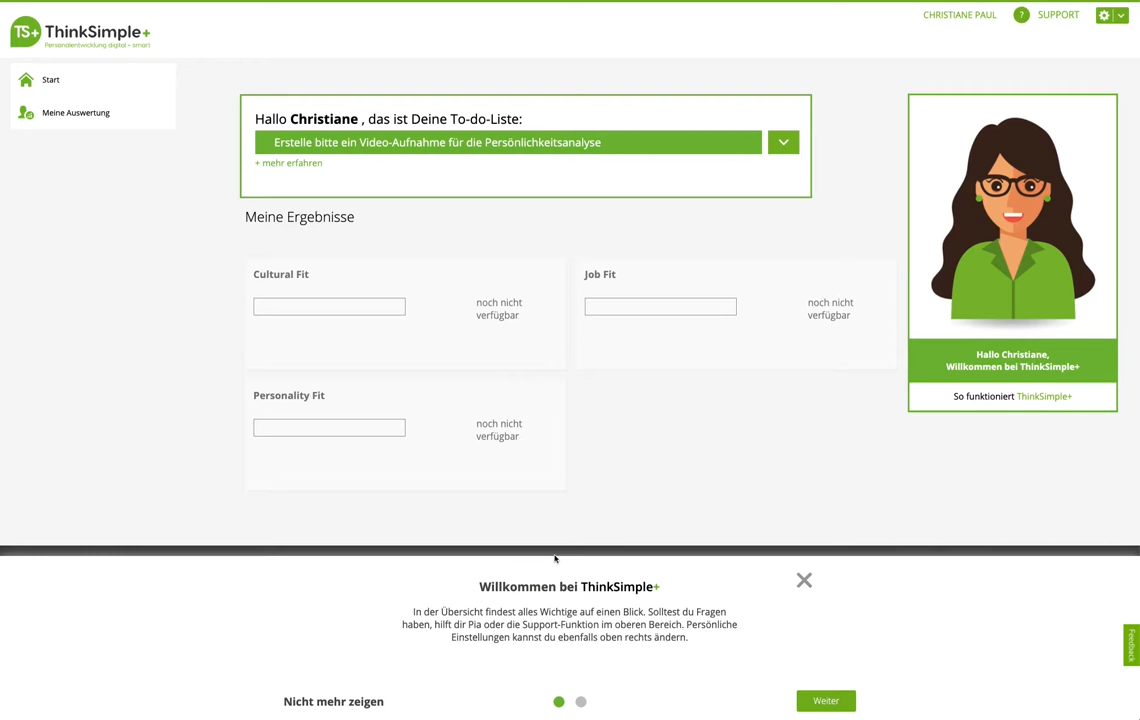 TS+ ThinkSimple+
Personalentwicklung digital + smart
CHRISTIANE PAUL
?
SUPPORT
Start
Meine Auswertung
Hallo Christiane , das ist Deine To-do-Liste:
Erstelle bitte ein Video-Aufnahme für die Persönlichkeitsanalyse
+ mehr erfahren
Meine Ergebnisse
Cultural Fit
noch nicht
verfügbar
Job Fit
noch nicht
verfügbar
Personality Fit
noch nicht
verfügbar
Hallo Christiane,
Willkommen bei ThinkSimple+
So funktioniert ThinkSimple+
Willkommen bei ThinkSimple+
In der Übersicht findest alles Wichtige auf einen Blick. Solltest du Fragen
haben, hilft dir Pia oder die Support-Funktion im oberen Bereich. Persönliche
Einstellungen kannst du ebenfalls oben rechts ändern.
Feedback
Nicht mehr zeigen
Weiter